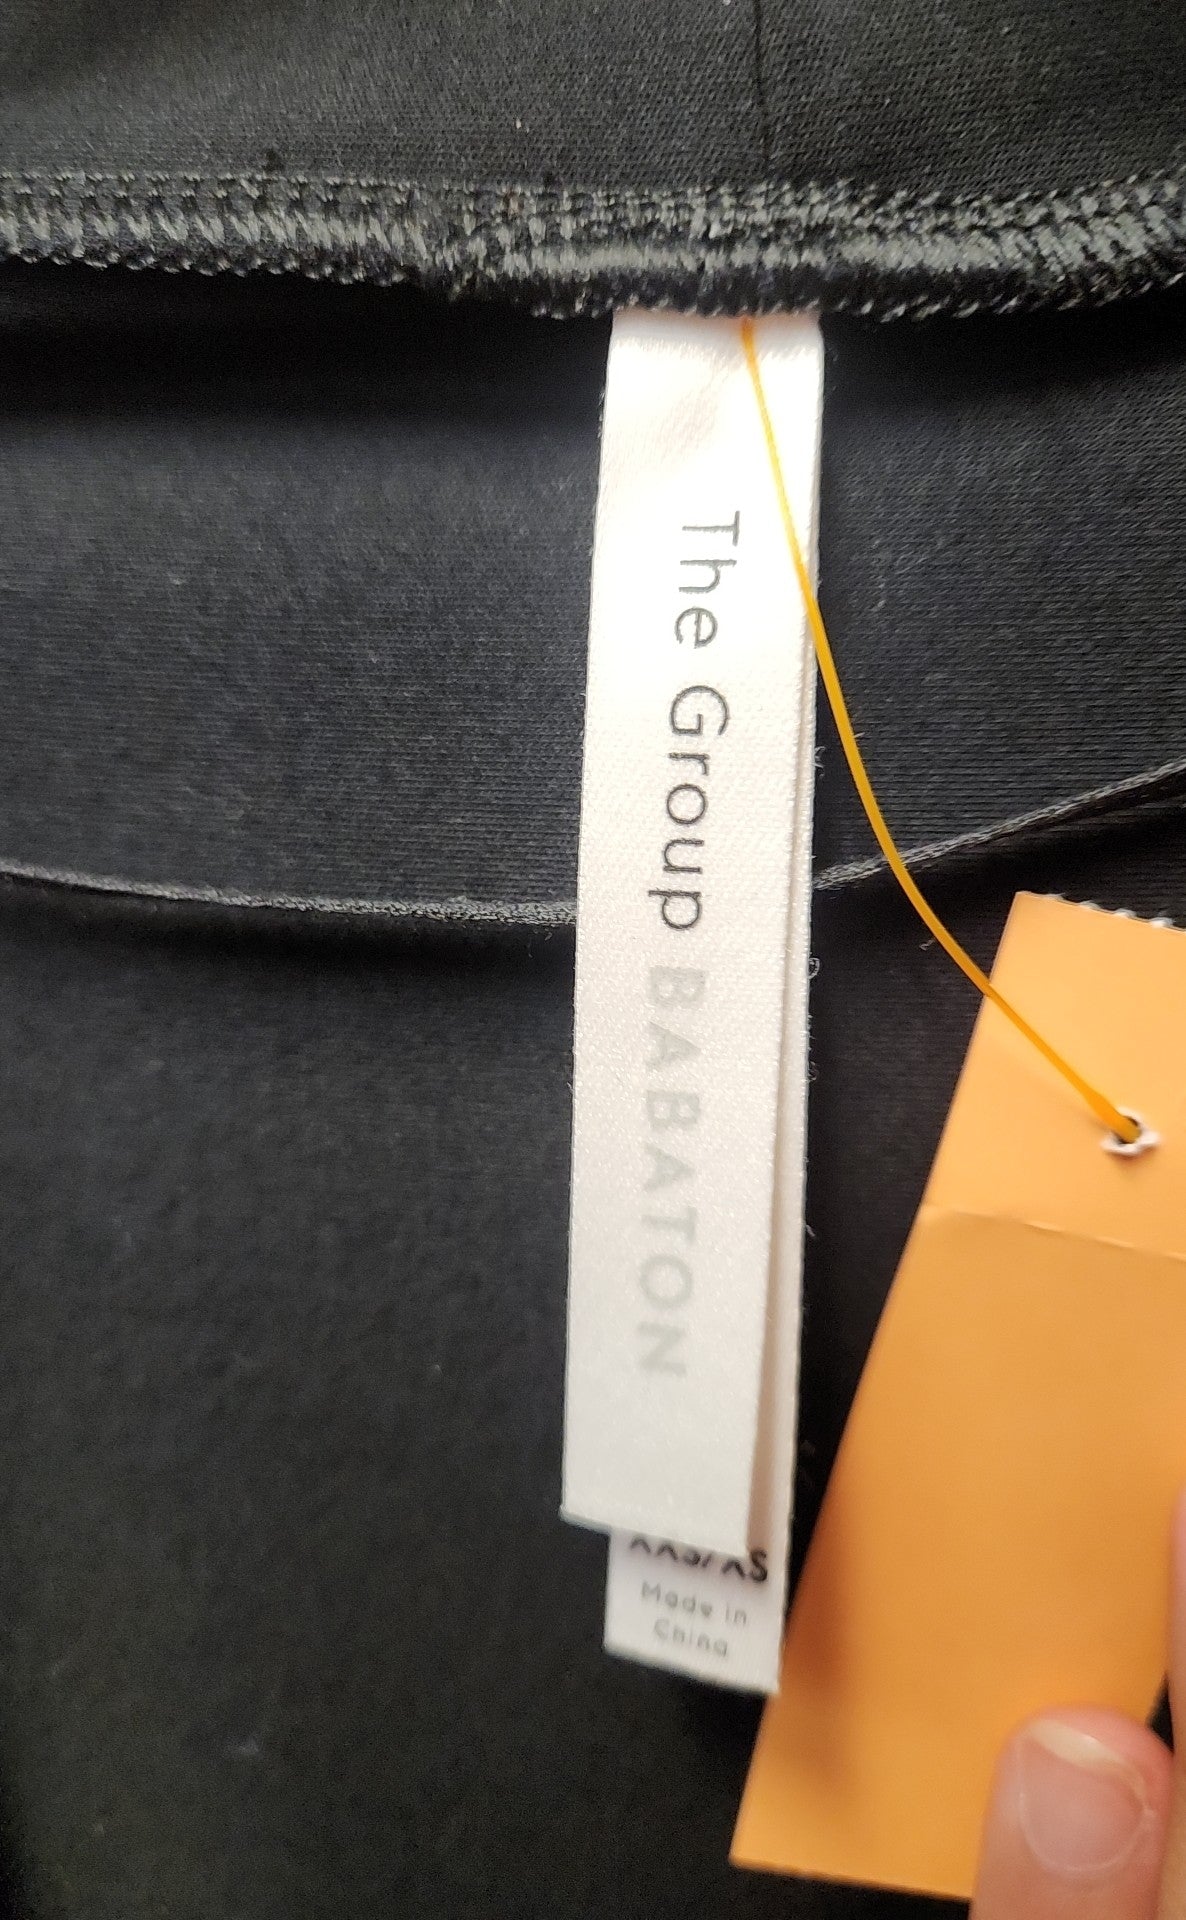 The Group BABATON
XXS/XS
Made in
China